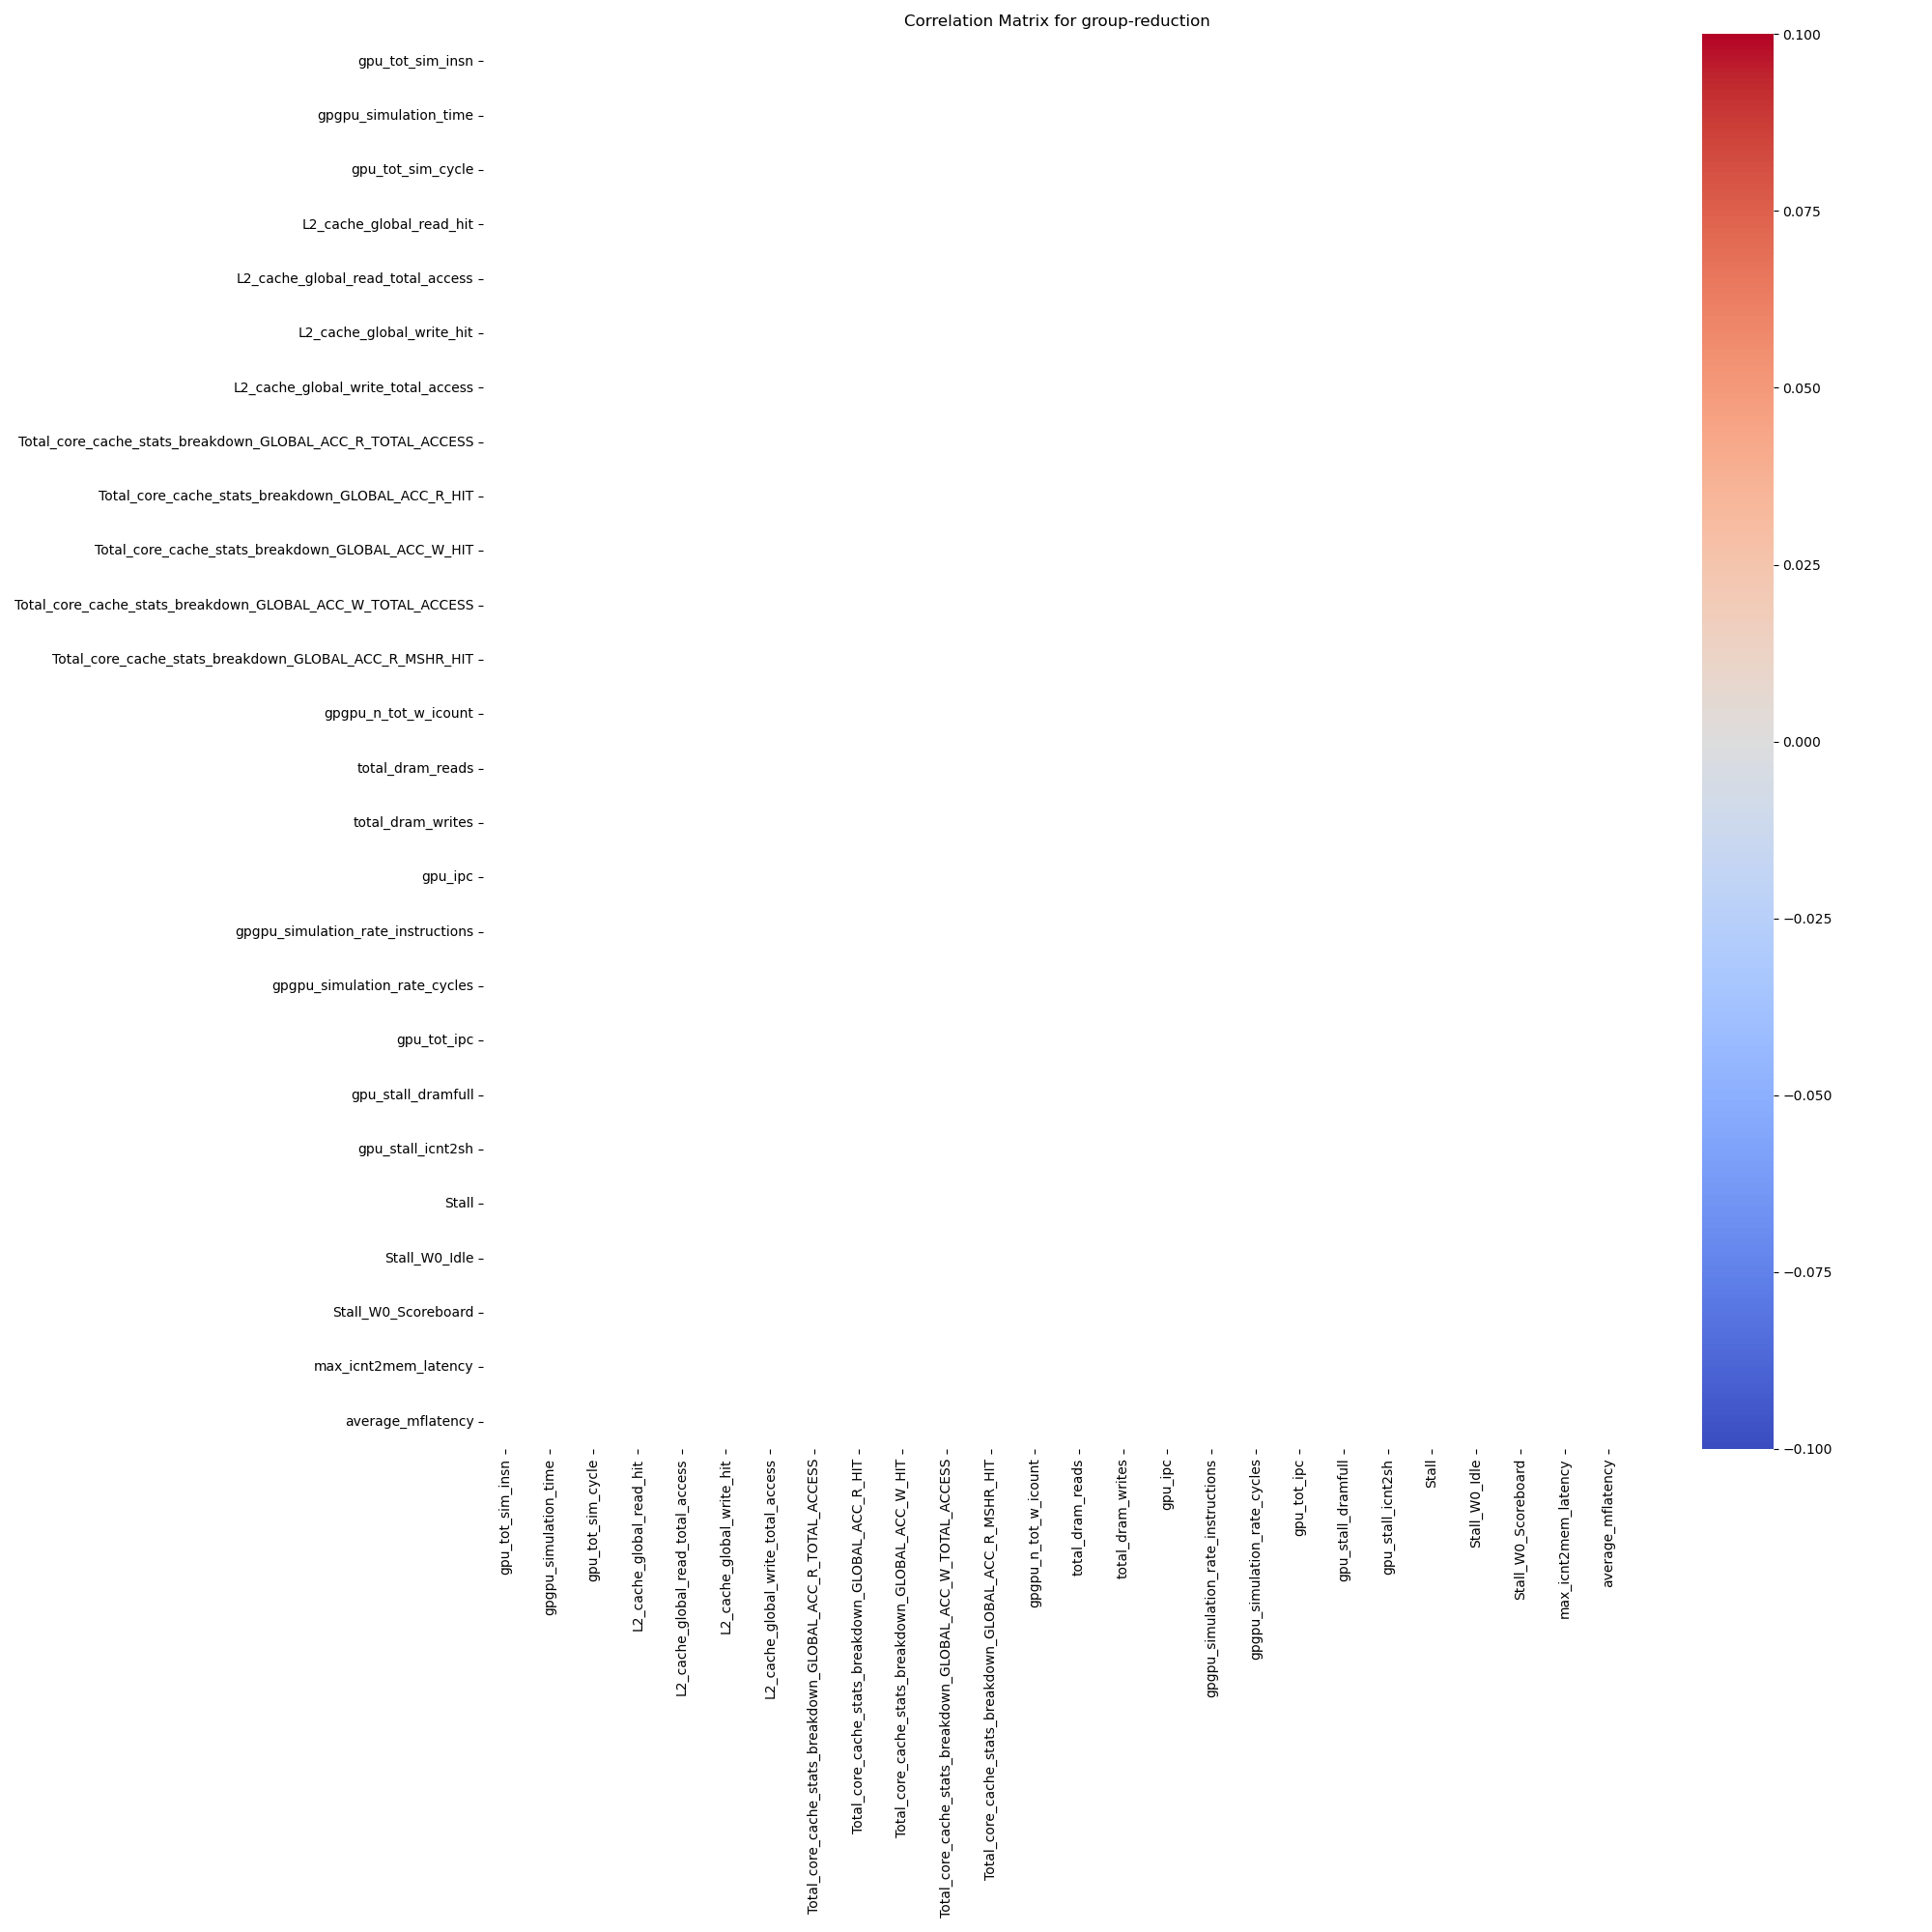 Correlation Matrix for group-reduction
gpu_tot_sim_insn
gpgpu_simulation_time
gpu_tot_sim_cycle
L2_cache_global_read_hit
L2_cache_global_read_total_access
L2_cache_global_write_hit
L2_cache_global_write_total_access
Total_core_cache_stats_breakdown_GLOBAL_ACC_R_TOTAL_ACCESS
Total_core_cache_stats_breakdown_GLOBAL_ACC_R_HIT
Total_core_cache_stats_breakdown_GLOBAL_ACC_W_HIT
Total_core_cache_stats_breakdown_GLOBAL_ACC_W_TOTAL_ACCESS
Total_core_cache_stats_breakdown_GLOBAL_ACC_R_MSHR_HIT
gpgpu_n_tot_w_icount
total_dram_reads
total_dram_writes
gpu_ipc
gpgpu_simulation_rate_instructions
gpgpu_simulation_rate_cycles
gpu_tot_ipc
gpu_stall_dramfull
gpu_stall_icnt2sh
Stall
Stall_W0_Idle
Stall_W0_Scoreboard
max_icnt2mem_latency
average_mflatency
gpu_tot_sim_insn
gpgpu_simulation_time
gpu_tot_sim_cycle
L2_cache_global_read_hit
L2_cache_global_read_total_access
L2_cache_global_write_hit
L2_cache_global_write_total_access
Total_core_cache_stats_breakdown_GLOBAL_ACC_R_TOTAL_ACCESS
Total_core_cache_stats_breakdown_GLOBAL_ACC_R_HIT
Total_core_cache_stats_breakdown_GLOBAL_ACC_W_HIT
Total_core_cache_stats_breakdown_GLOBAL_ACC_W_TOTAL_ACCESS
Total_core_cache_stats_breakdown_GLOBAL_ACC_R_MSHR_HIT
gpgpu_n_tot_w_icount
total_dram_reads
total_dram_writes
gpu_ipc
gpgpu_simulation_rate_instructions
gpgpu_simulation_rate_cycles
gpu_tot_ipc
gpu_stall_dramfull
gpu_stall_icnt2sh
Stall
Stall_W0_Idle
Stall_W0_Scoreboard
max_icnt2mem_latency
average_mflatency
0.100
0.075
0.050
0.025
0.000
−0.025
−0.050
−0.075
−0.100